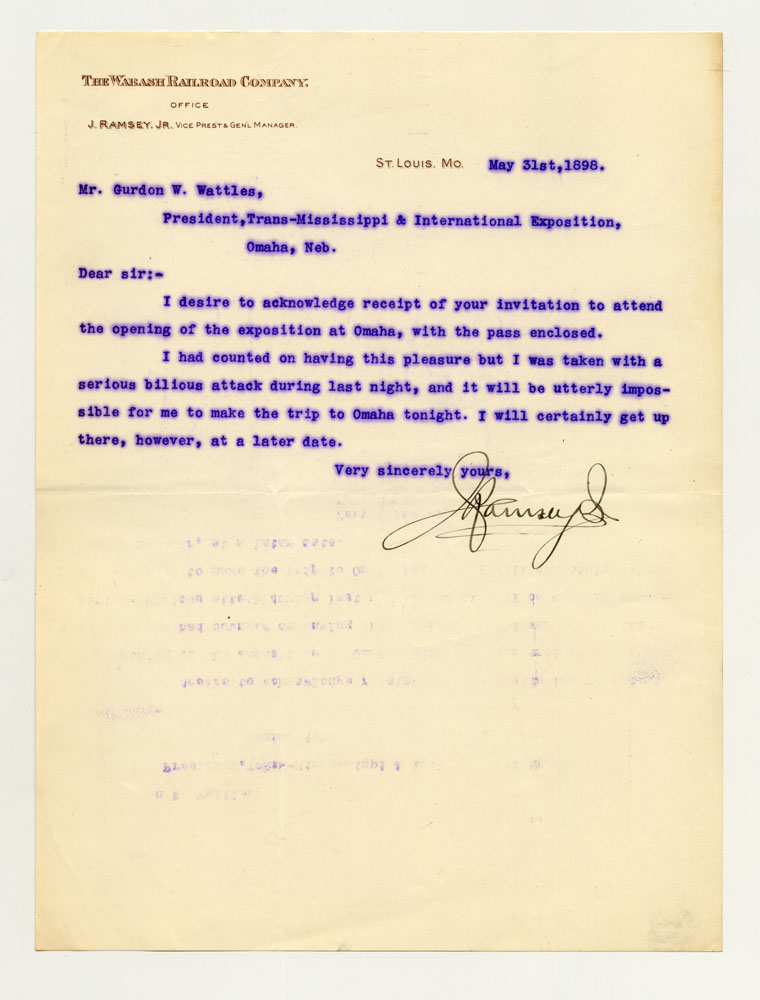 THE WABASH RAILROAD COMPANY.
OFFICE
J. RAMSEY, JR. VICE PREST & GEN'L MANAGER.
ST. LOUIS, MO. May 31st,1898.
Mr. Gurdon W. Wattles,
President,Trans-Mississippi & International Exposition,
Omaha, Neb.
Dear sir:-
I desire to acknowledge receipt of your invitation to attend
the opening of the exposition at Omaha, with the pass enclosed.
I had counted on having this pleasure but I was taken with a
serious bilious attack during last night, and it will be utterly impos-
sible for me to make the trip to Omaha tonight. I will certainly get up
there, however, at a later date.
Very sincerely yours,
J Ramsey Jr